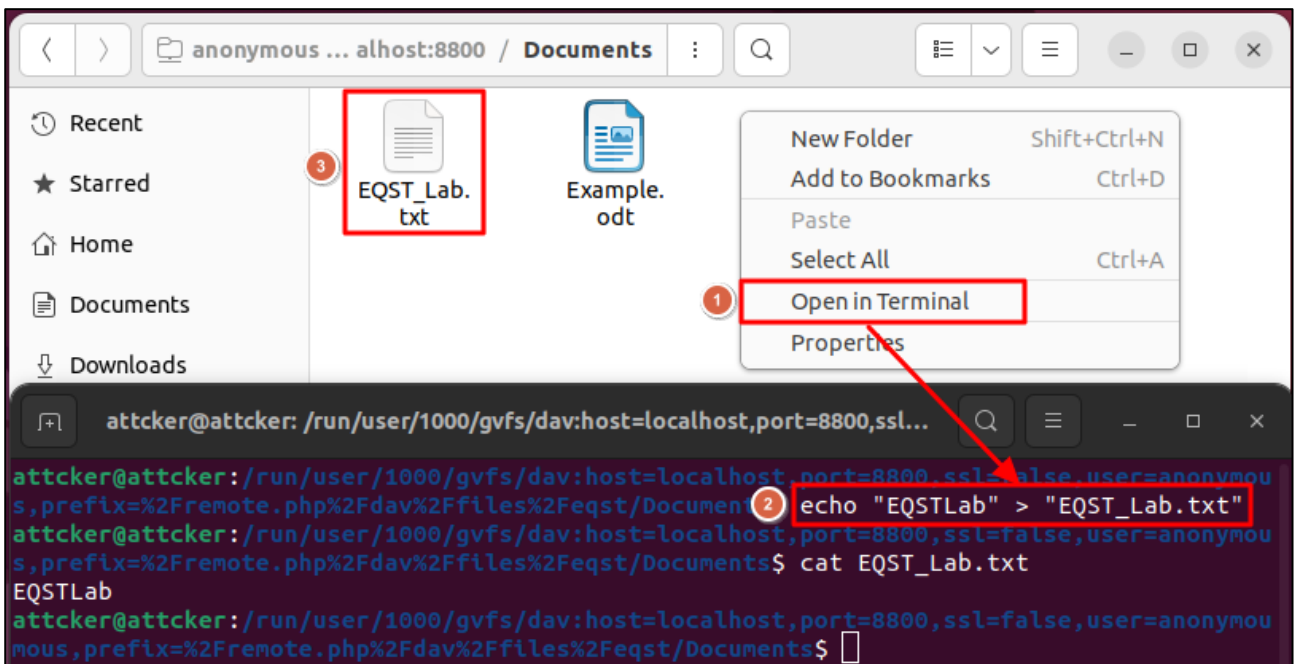 anonymous ... alhost:8800 / Documents
Recent
Starred
Home
Documents
Downloads
3
EQST_Lab.
txt
Example.
odt
New Folder Shift+Ctrl+N
Add to Bookmarks Ctrl+D
Paste
Select All Ctrl+A
1 Open in Terminal
Properties
attcker@attcker: /run/user/1000/gvfs/dav:host=localhost,port=8800,ssl...
attcker@attcker:/run/user/1000/gvfs/dav:host=localhost,port=8800,ssl=false,user=anonymou
s,prefix=%2Fremote.php%2Fdav%2Ffiles%2Feqst/Document 2 echo "EQSTLab" > "EQST_Lab.txt"
attcker@attcker:/run/user/1000/gvfs/dav:host=localhost,port=8800,ssl=false,user=anonymou
s,prefix=%2Fremote.php%2Fdav%2Ffiles%2Feqst/Documents$ cat EQST_Lab.txt
EQSTLab
attcker@attcker:/run/user/1000/gvfs/dav:host=localhost,port=8800,ssl=false,user=anonymou
mous,prefix=%2Fremote.php%2Fdav%2Ffiles%2Feqst/Documents$